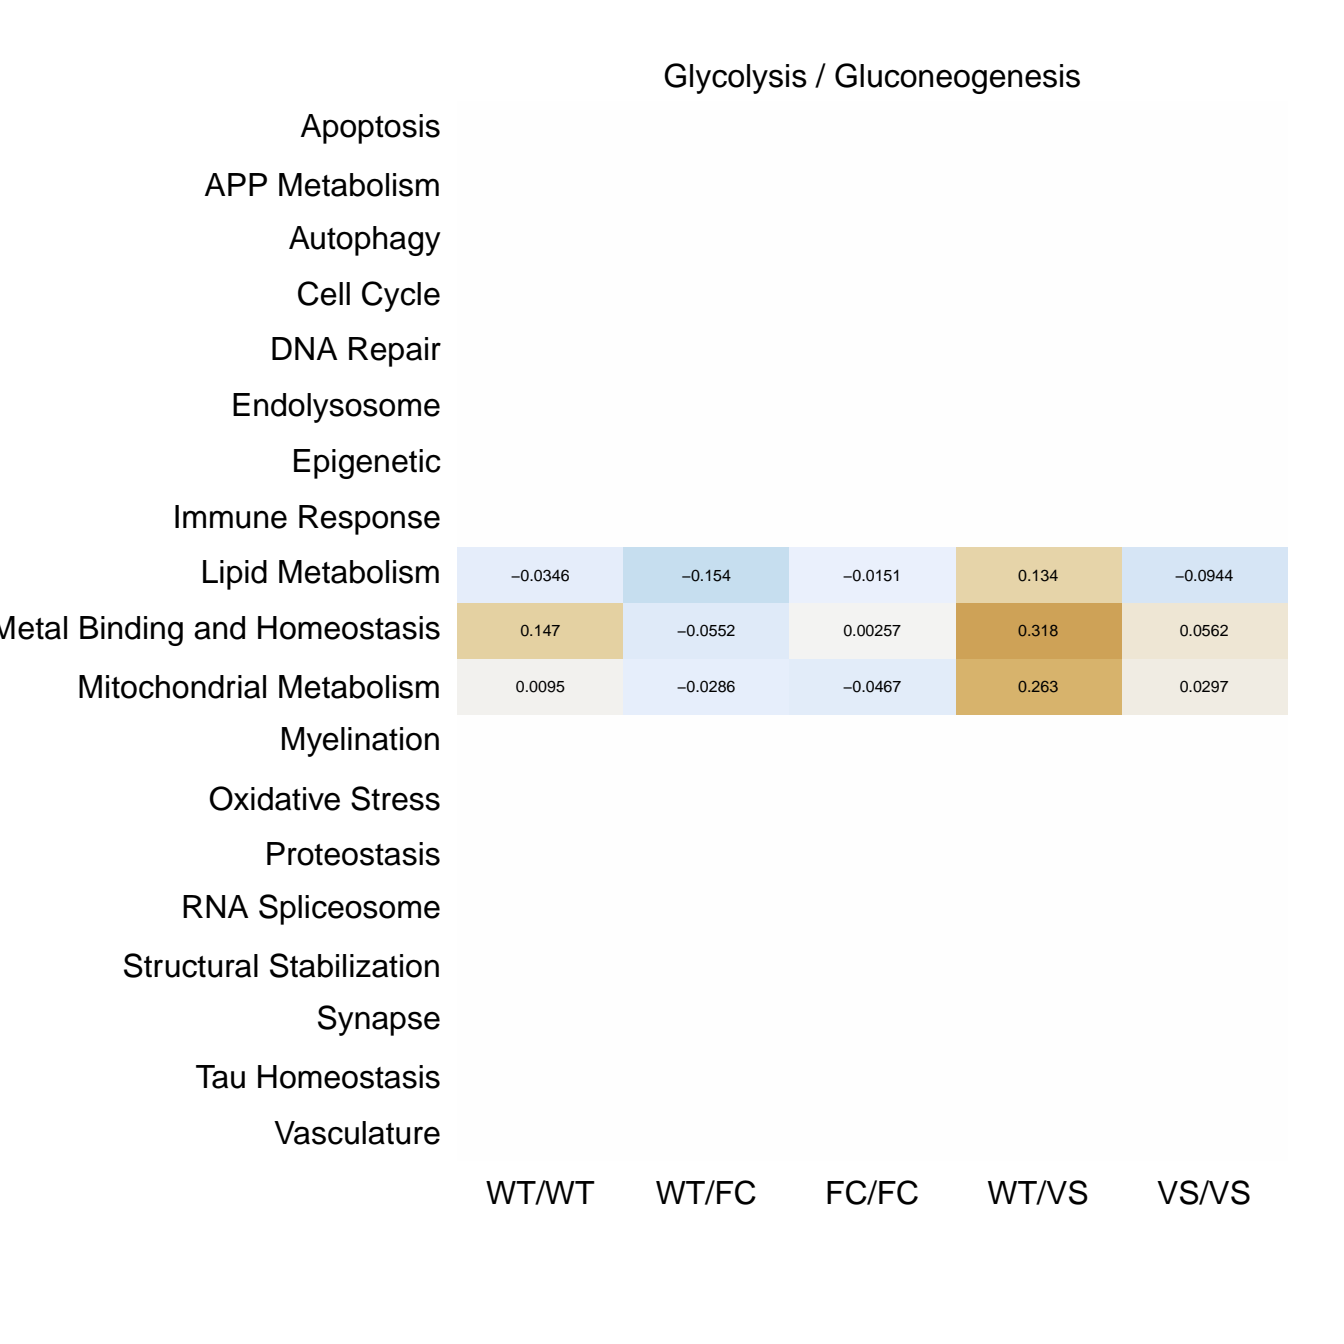 Glycolysis / Gluconeogenesis
Apoptosis
APP Metabolism
Autophagy
Cell Cycle
DNA Repair
Endolysosome
Epigenetic
Immune Response
Lipid Metabolism −0.0346 −0.154 −0.0151 0.134 −0.0944
Metal Binding and Homeostasis 0.147 −0.0552 0.00257 0.318 0.0562
Mitochondrial Metabolism 0.0095 −0.0286 −0.0467 0.263 0.0297
Myelination
Oxidative Stress
Proteostasis
RNA Spliceosome
Structural Stabilization
Synapse
Tau Homeostasis
Vasculature
WT/WT WT/FC FC/FC WT/VS VS/VS